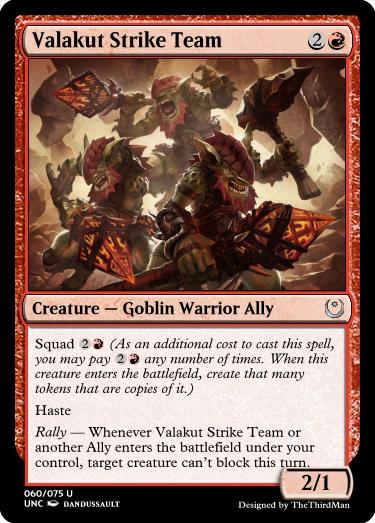 Valakut Strike Team 2
Creature — Goblin Warrior Ally
Squad 2 (As an additional cost to cast this spell,
you may pay 2 any number of times. When this
creature enters the battlefield, create that many
tokens that are copies of it.)
Haste
Rally — Whenever Valakut Strike Team or
another Ally enters the battlefield under your
control, target creature can't block this turn.
2/1
060/075 U
UNC DANDUSSAULT
Designed by TheThirdMan